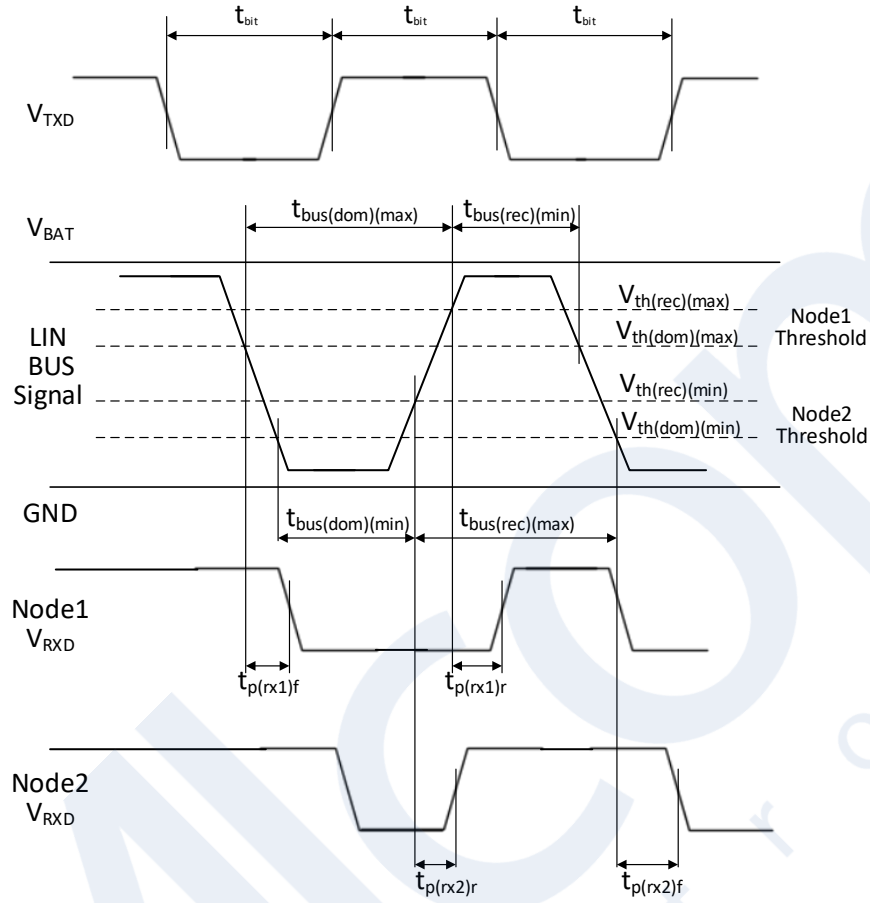 tbit tbit tbit
VTXD
VBAT
tbus(dom)(max) tbus(rec)(min)
Vth(rec)(max)
Vth(dom)(max)
Node1
Threshold
LIN
BUS
Signal
Vth(rec)(min)
Vth(dom)(min)
Node2
Threshold
GND
tbus(dom)(min) tbus(rec)(max)
Node1
VRXD
tp(rx1)f tp(rx1)r
Node2
VRXD
tp(rx2)r tp(rx2)f